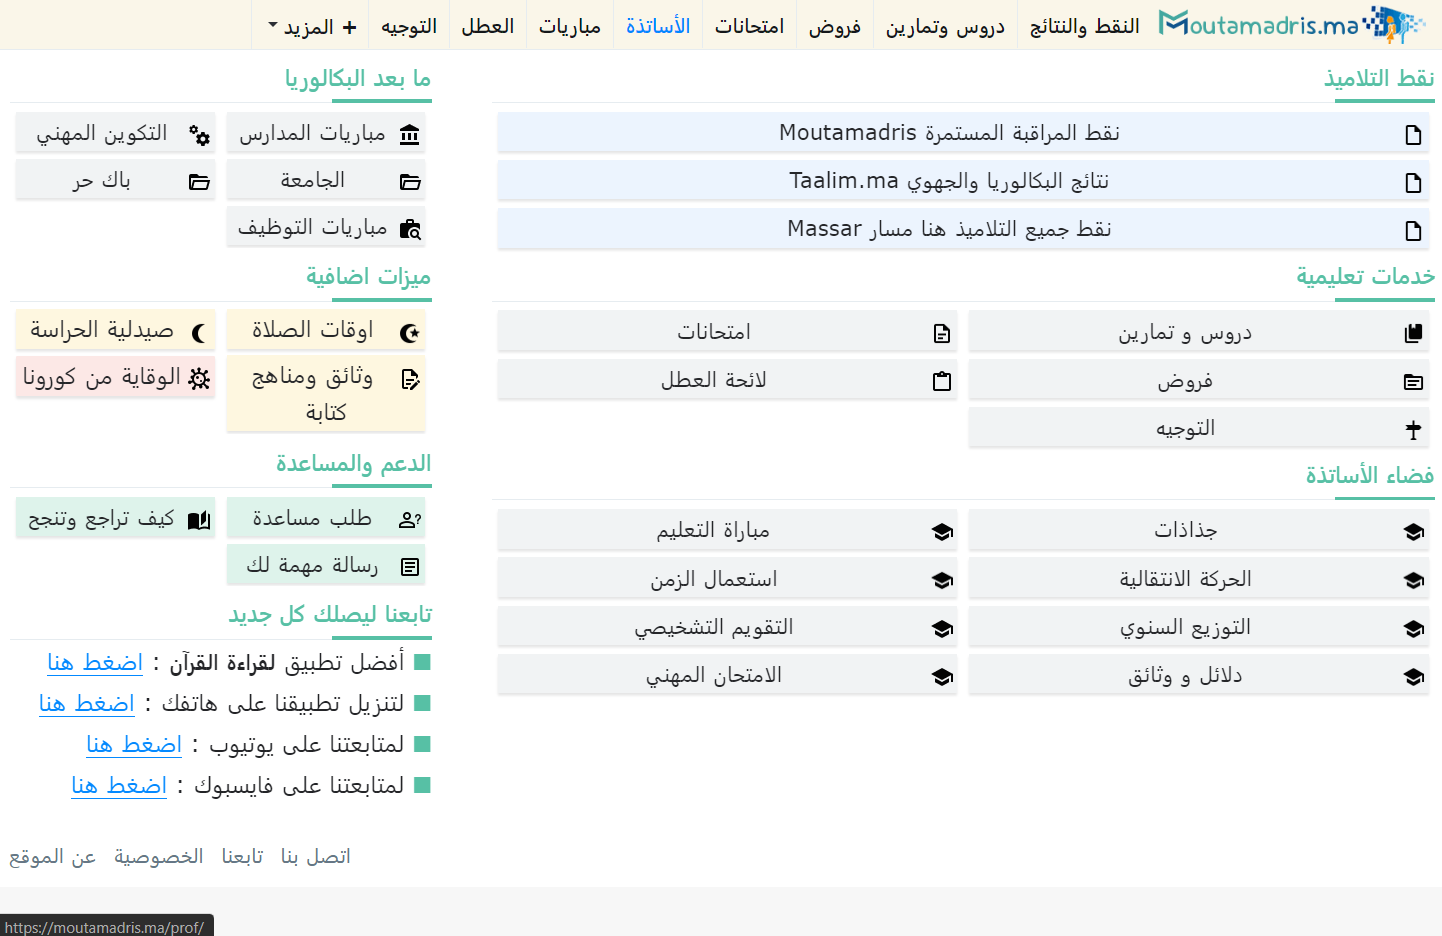 Moutamadris.ma
النقط والنتائج
دروس وتمارين
فروض
امتحانات
الأساتذة
مباريات
العطل
التوجيه
+ المزيد
نقط التلاميذ
نقط المراقبة المستمرة Moutamadris
نتائج البكالوريا والجهوي Taalim.ma
نقط جميع التلاميذ هنا مسار Massar
خدمات تعليمية
دروس و تمارين
امتحانات
فروض
لائحة العطل
التوجيه
فضاء الأساتذة
جذاذات
مباراة التعليم
الحركة الانتقالية
استعمال الزمن
التوزيع السنوي
التقويم التشخيصي
دلائل و وثائق
الامتحان المهني
ما بعد البكالوريا
مباريات المدارس
التكوين المهني
الجامعة
باك حر
مباريات التوظيف
ميزات اضافية
اوقات الصلاة
صيدلية الحراسة
وثائق ومناهج
كتابة
الوقاية من كورونا
الدعم والمساعدة
طلب مساعدة
كيف تراجع وتنجح
رسالة مهمة لك
تابعنا ليصلك كل جديد
أفضل تطبيق لقراءة القرآن : اضغط هنا
لتنزيل تطبيقنا على هاتفك : اضغط هنا
لمتابعتنا على يوتيوب : اضغط هنا
لمتابعتنا على فايسبوك : اضغط هنا
اتصل بنا
تابعنا
الخصوصية
عن الموقع
https://moutamadris.ma/prof/